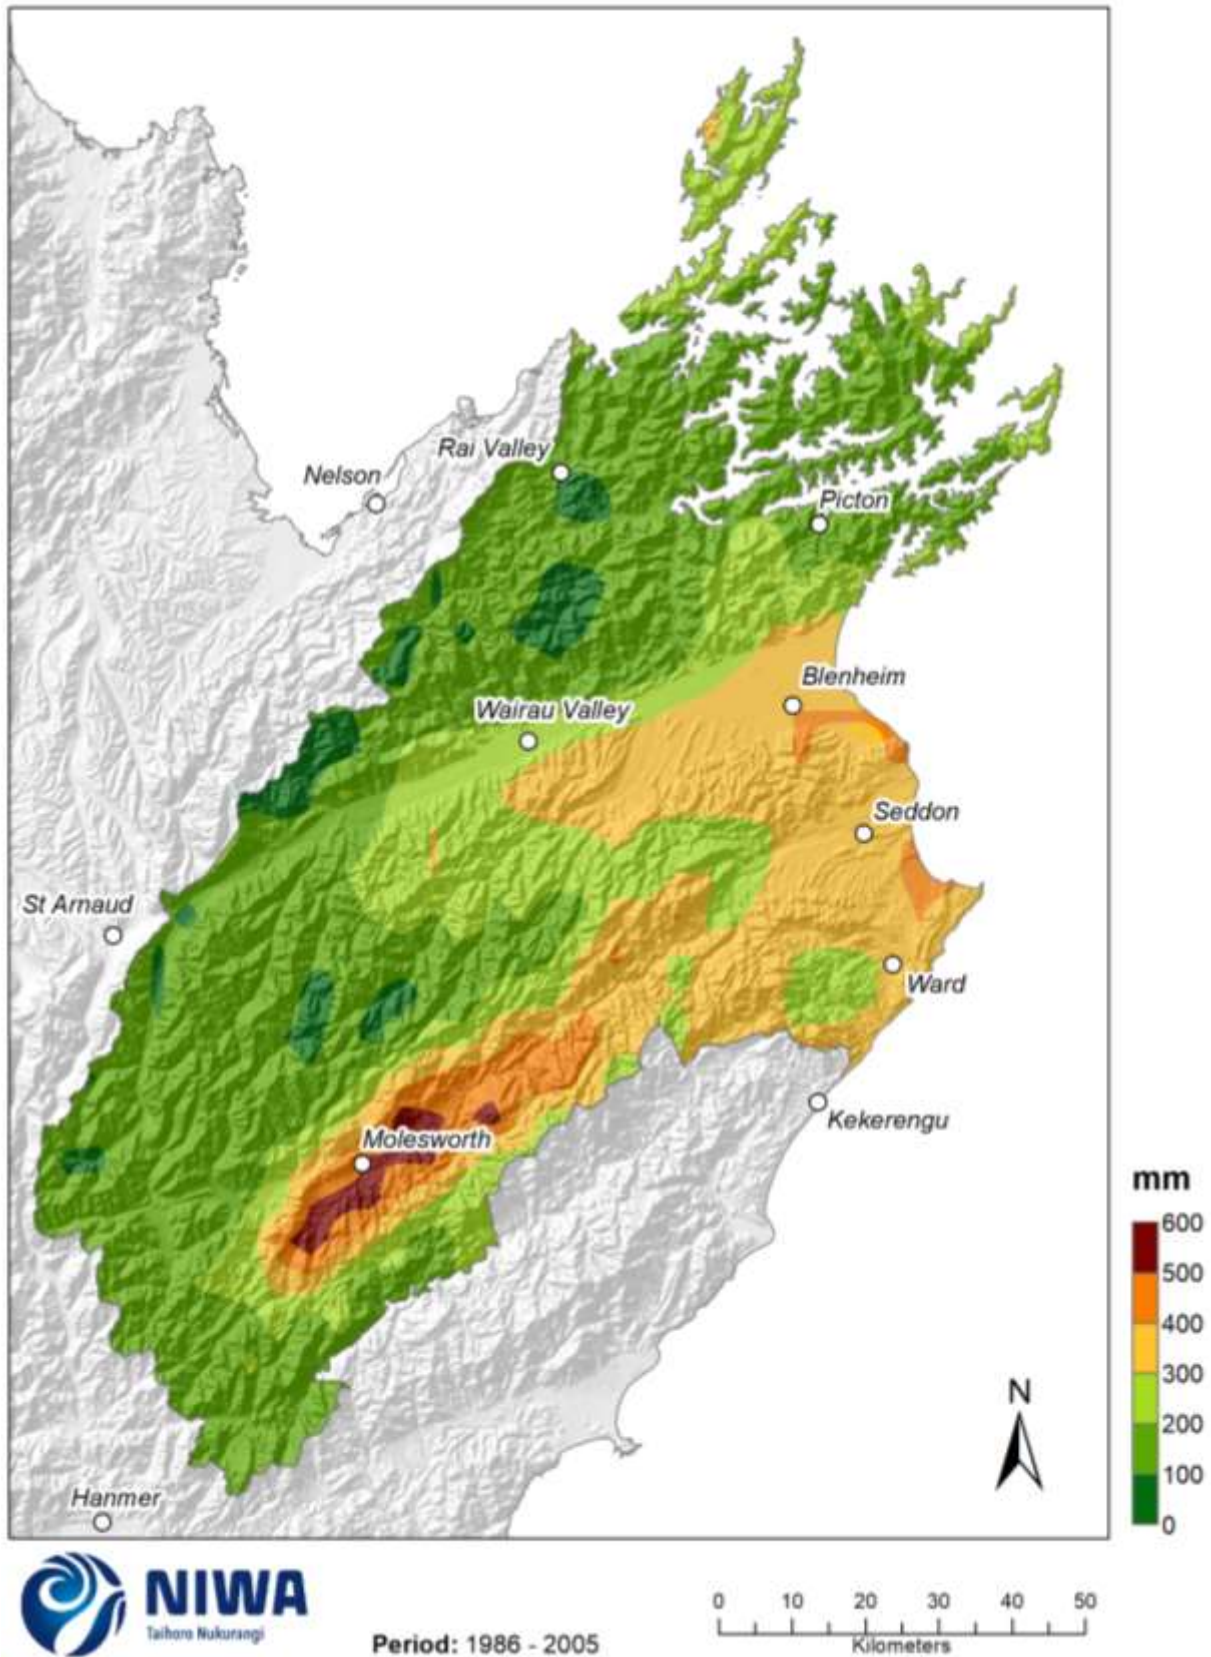 Rai Valley
Nelson
Picton
Blenheim
Wairau Valley
Seddon
St Arnaud
Ward
Kekerengu
Molesworth
mm
600
500
400
300
200
100
0
N
Hanmer
NIWA
Taihoro Nukurangi
Period: 1986 - 2005
0 10 20 30 40 50
Kilometers